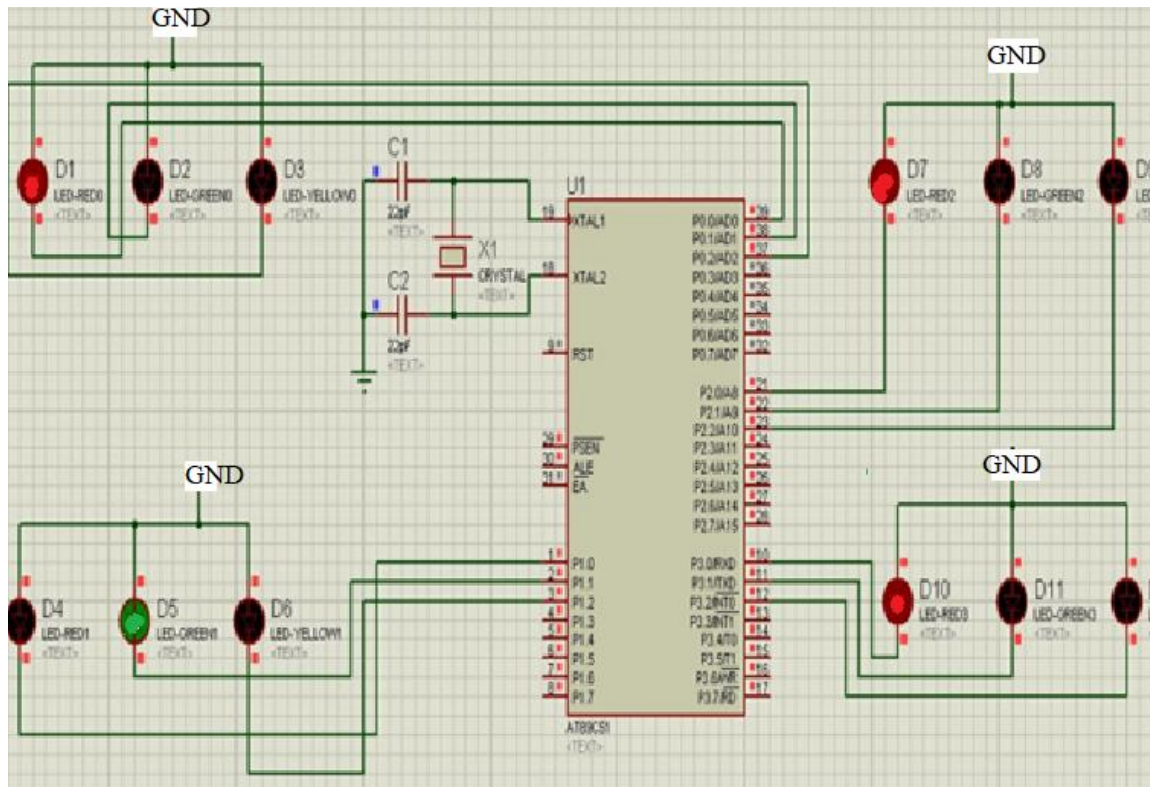 GND
D1
LED-RED0
<TEXT>
D2
LED-GREEN0
<TEXT>
D3
LED-YELLOW0
<TEXT>
C1
22pF
<TEXT>
X1
CRYSTAL
<TEXT>
C2
22pF
<TEXT>
U1
19 XTAL1
18 XTAL2
9 RST
29 PSEN
30 ALE
31 EA
1 P1.0
2 P1.1
3 P1.2
4 P1.3
5 P1.4
6 P1.5
7 P1.6
8 P1.7
P0.0/AD0 39
P0.1/AD1 38
P0.2/AD2 37
P0.3/AD3 36
P0.4/AD4 35
P0.5/AD5 34
P0.6/AD6 33
P0.7/AD7 32
P2.0/A8 21
P2.1/A9 22
P2.2/A10 23
P2.3/A11 24
P2.4/A12 25
P2.5/A13 26
P2.6/A14 27
P2.7/A15 28
P3.0/RXD 10
P3.1/TXD 11
P3.2/INT0 12
P3.3/INT1 13
P3.4/T0 14
P3.5/T1 15
P3.6/WR 16
P3.7/RD 17
AT89C51
<TEXT>
GND
D7
LED-RED2
<TEXT>
D8
LED-GREEN2
<TEXT>
GND
D4
LED-RED1
<TEXT>
D5
LED-GREEN1
<TEXT>
D6
LED-YELLOW1
<TEXT>
GND
D10
LED-RED3
<TEXT>
D11
LED-GREEN3
<TEXT>